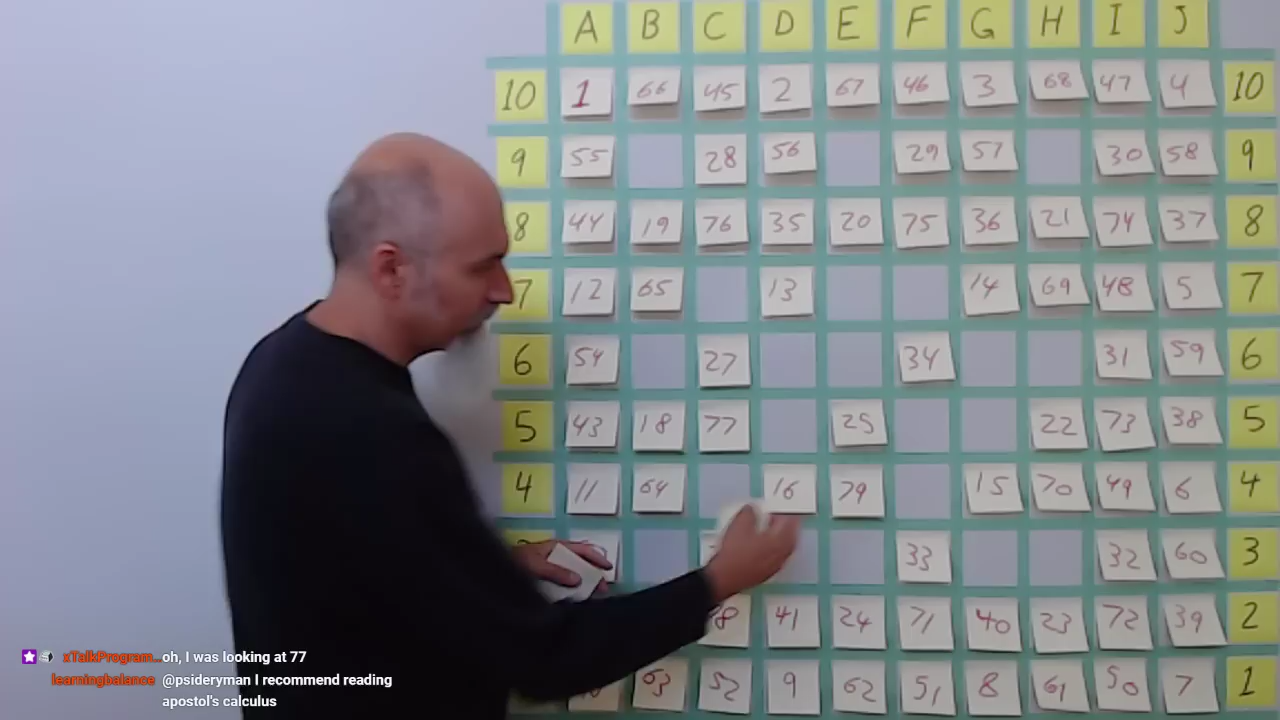 A B C D E F G H I J
10 1 66 45 2 67 46 3 68 47 4 10
9 55 28 56 29 57 30 58 9
8 44 19 76 35 20 75 36 21 74 37 8
7 12 65 13 14 69 48 5 7
6 54 27 34 31 59 6
5 43 18 77 25 22 73 38 5
4 11 64 16 79 15 70 49 6 4
33 32 60 3
41 24 71 40 23 72 39 2
63 52 9 62 51 8 61 50 7 1
xTalkProgram... oh, I was looking at 77
learningbalance @psideryman I recommend reading
apostol's calculus